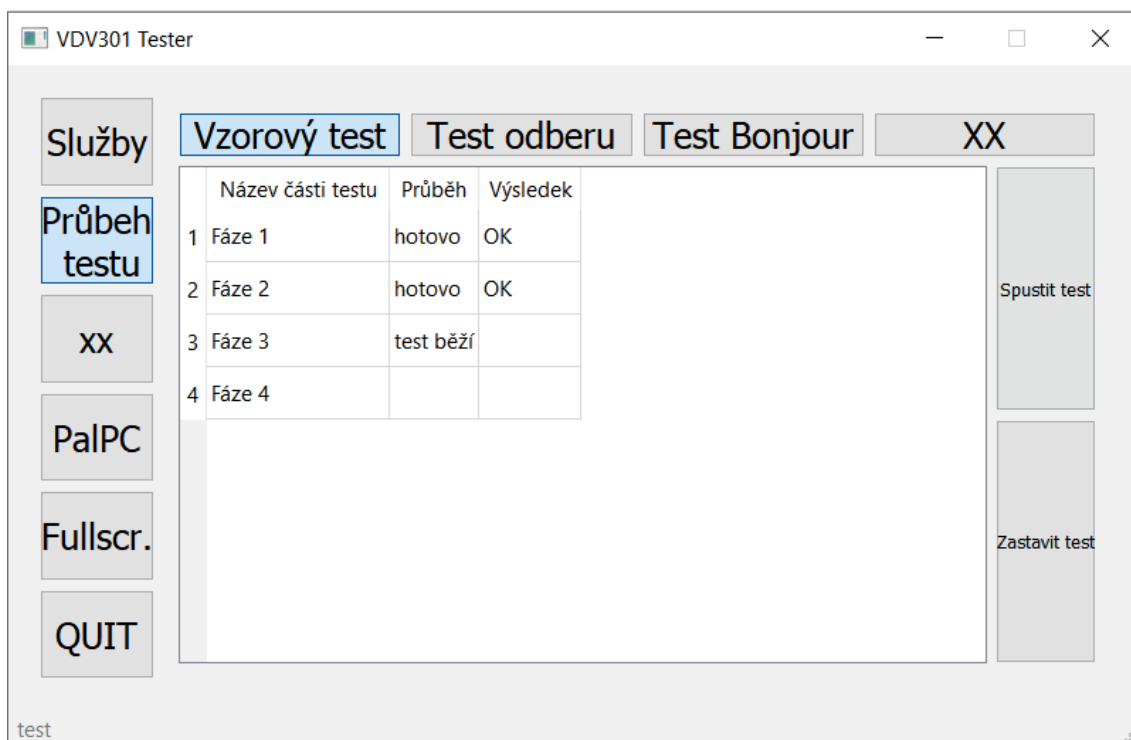 VDV301 Tester
Služby
Průbeh
testu
xx
PalPC
Fullscr.
QUIT
Vzorový test Test odberu Test Bonjour XX
Název části testu Průběh Výsledek
1 Fáze 1 hotovo OK
2 Fáze 2 hotovo OK
3 Fáze 3 test běží
4 Fáze 4
Spustit test
Zastavit test
test